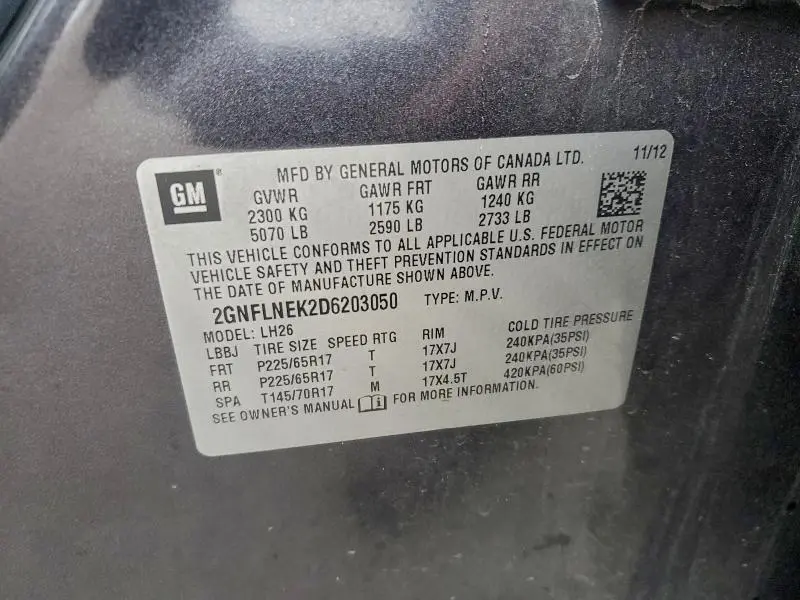 GM
MFD BY GENERAL MOTORS OF CANADA LTD. 11/12
GVWR GAWR FRT GAWR RR
2300 KG 1175 KG 1240 KG
5070 LB 2590 LB 2733 LB
THIS VEHICLE CONFORMS TO ALL APPLICABLE U.S. FEDERAL MOTOR
VEHICLE SAFETY AND THEFT PREVENTION STANDARDS IN EFFECT ON
THE DATE OF MANUFACTURE SHOWN ABOVE.
2GNFLNEK2D6203050 TYPE: M.P.V.
MODEL: LH26
LBBJ TIRE SIZE SPEED RTG RIM COLD TIRE PRESSURE
FRT P225/65R17 T 17X7J 240KPA(35PSI)
RR P225/65R17 T 17X7J 240KPA(35PSI)
SPA T145/70R17 M 17X4.5T 420KPA(60PSI)
SEE OWNER'S MANUAL FOR MORE INFORMATION.